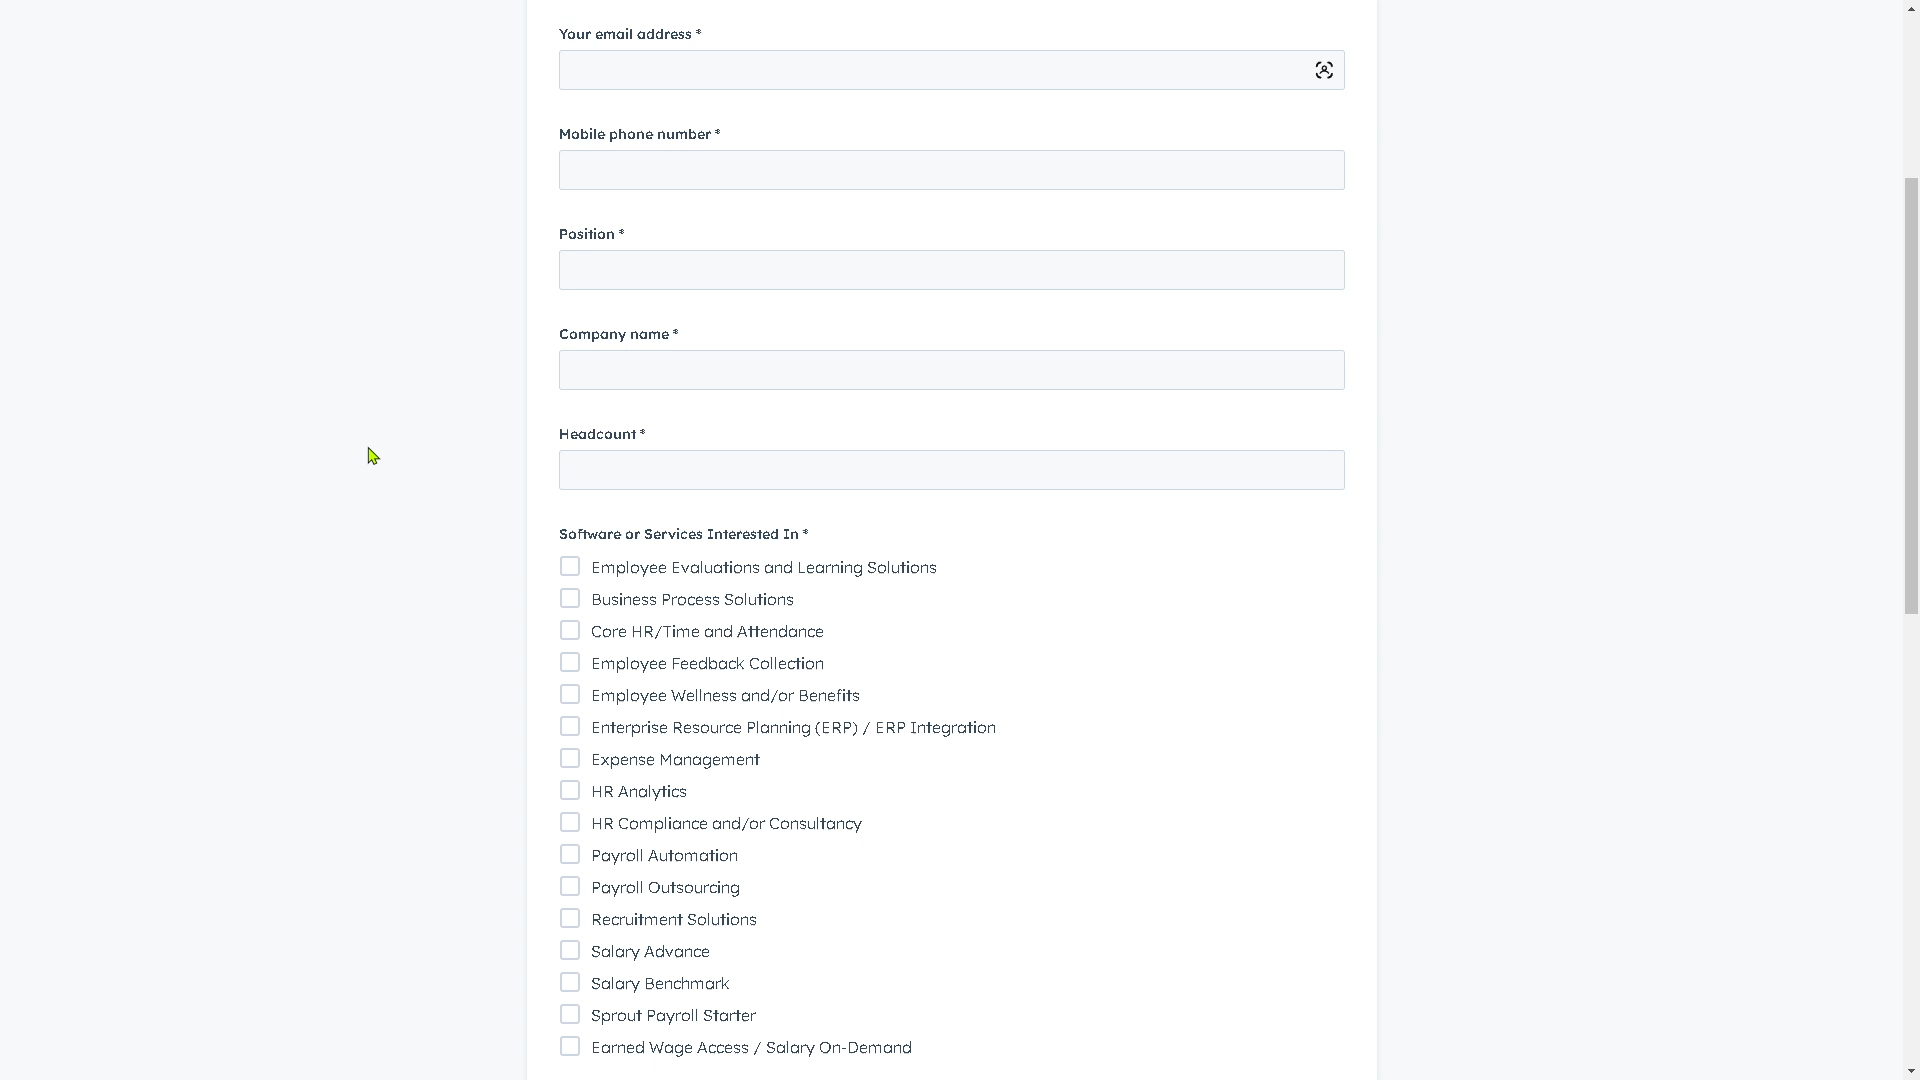 Your email address *
Mobile phone number *
Position *
Company name *
Headcount *
Software or Services Interested In *
Employee Evaluations and Learning Solutions
Business Process Solutions
Core HR/Time and Attendance
Employee Feedback Collection
Employee Wellness and/or Benefits
Enterprise Resource Planning (ERP) / ERP Integration
Expense Management
HR Analytics
HR Compliance and/or Consultancy
Payroll Automation
Payroll Outsourcing
Recruitment Solutions
Salary Advance
Salary Benchmark
Sprout Payroll Starter
Earned Wage Access / Salary On-Demand